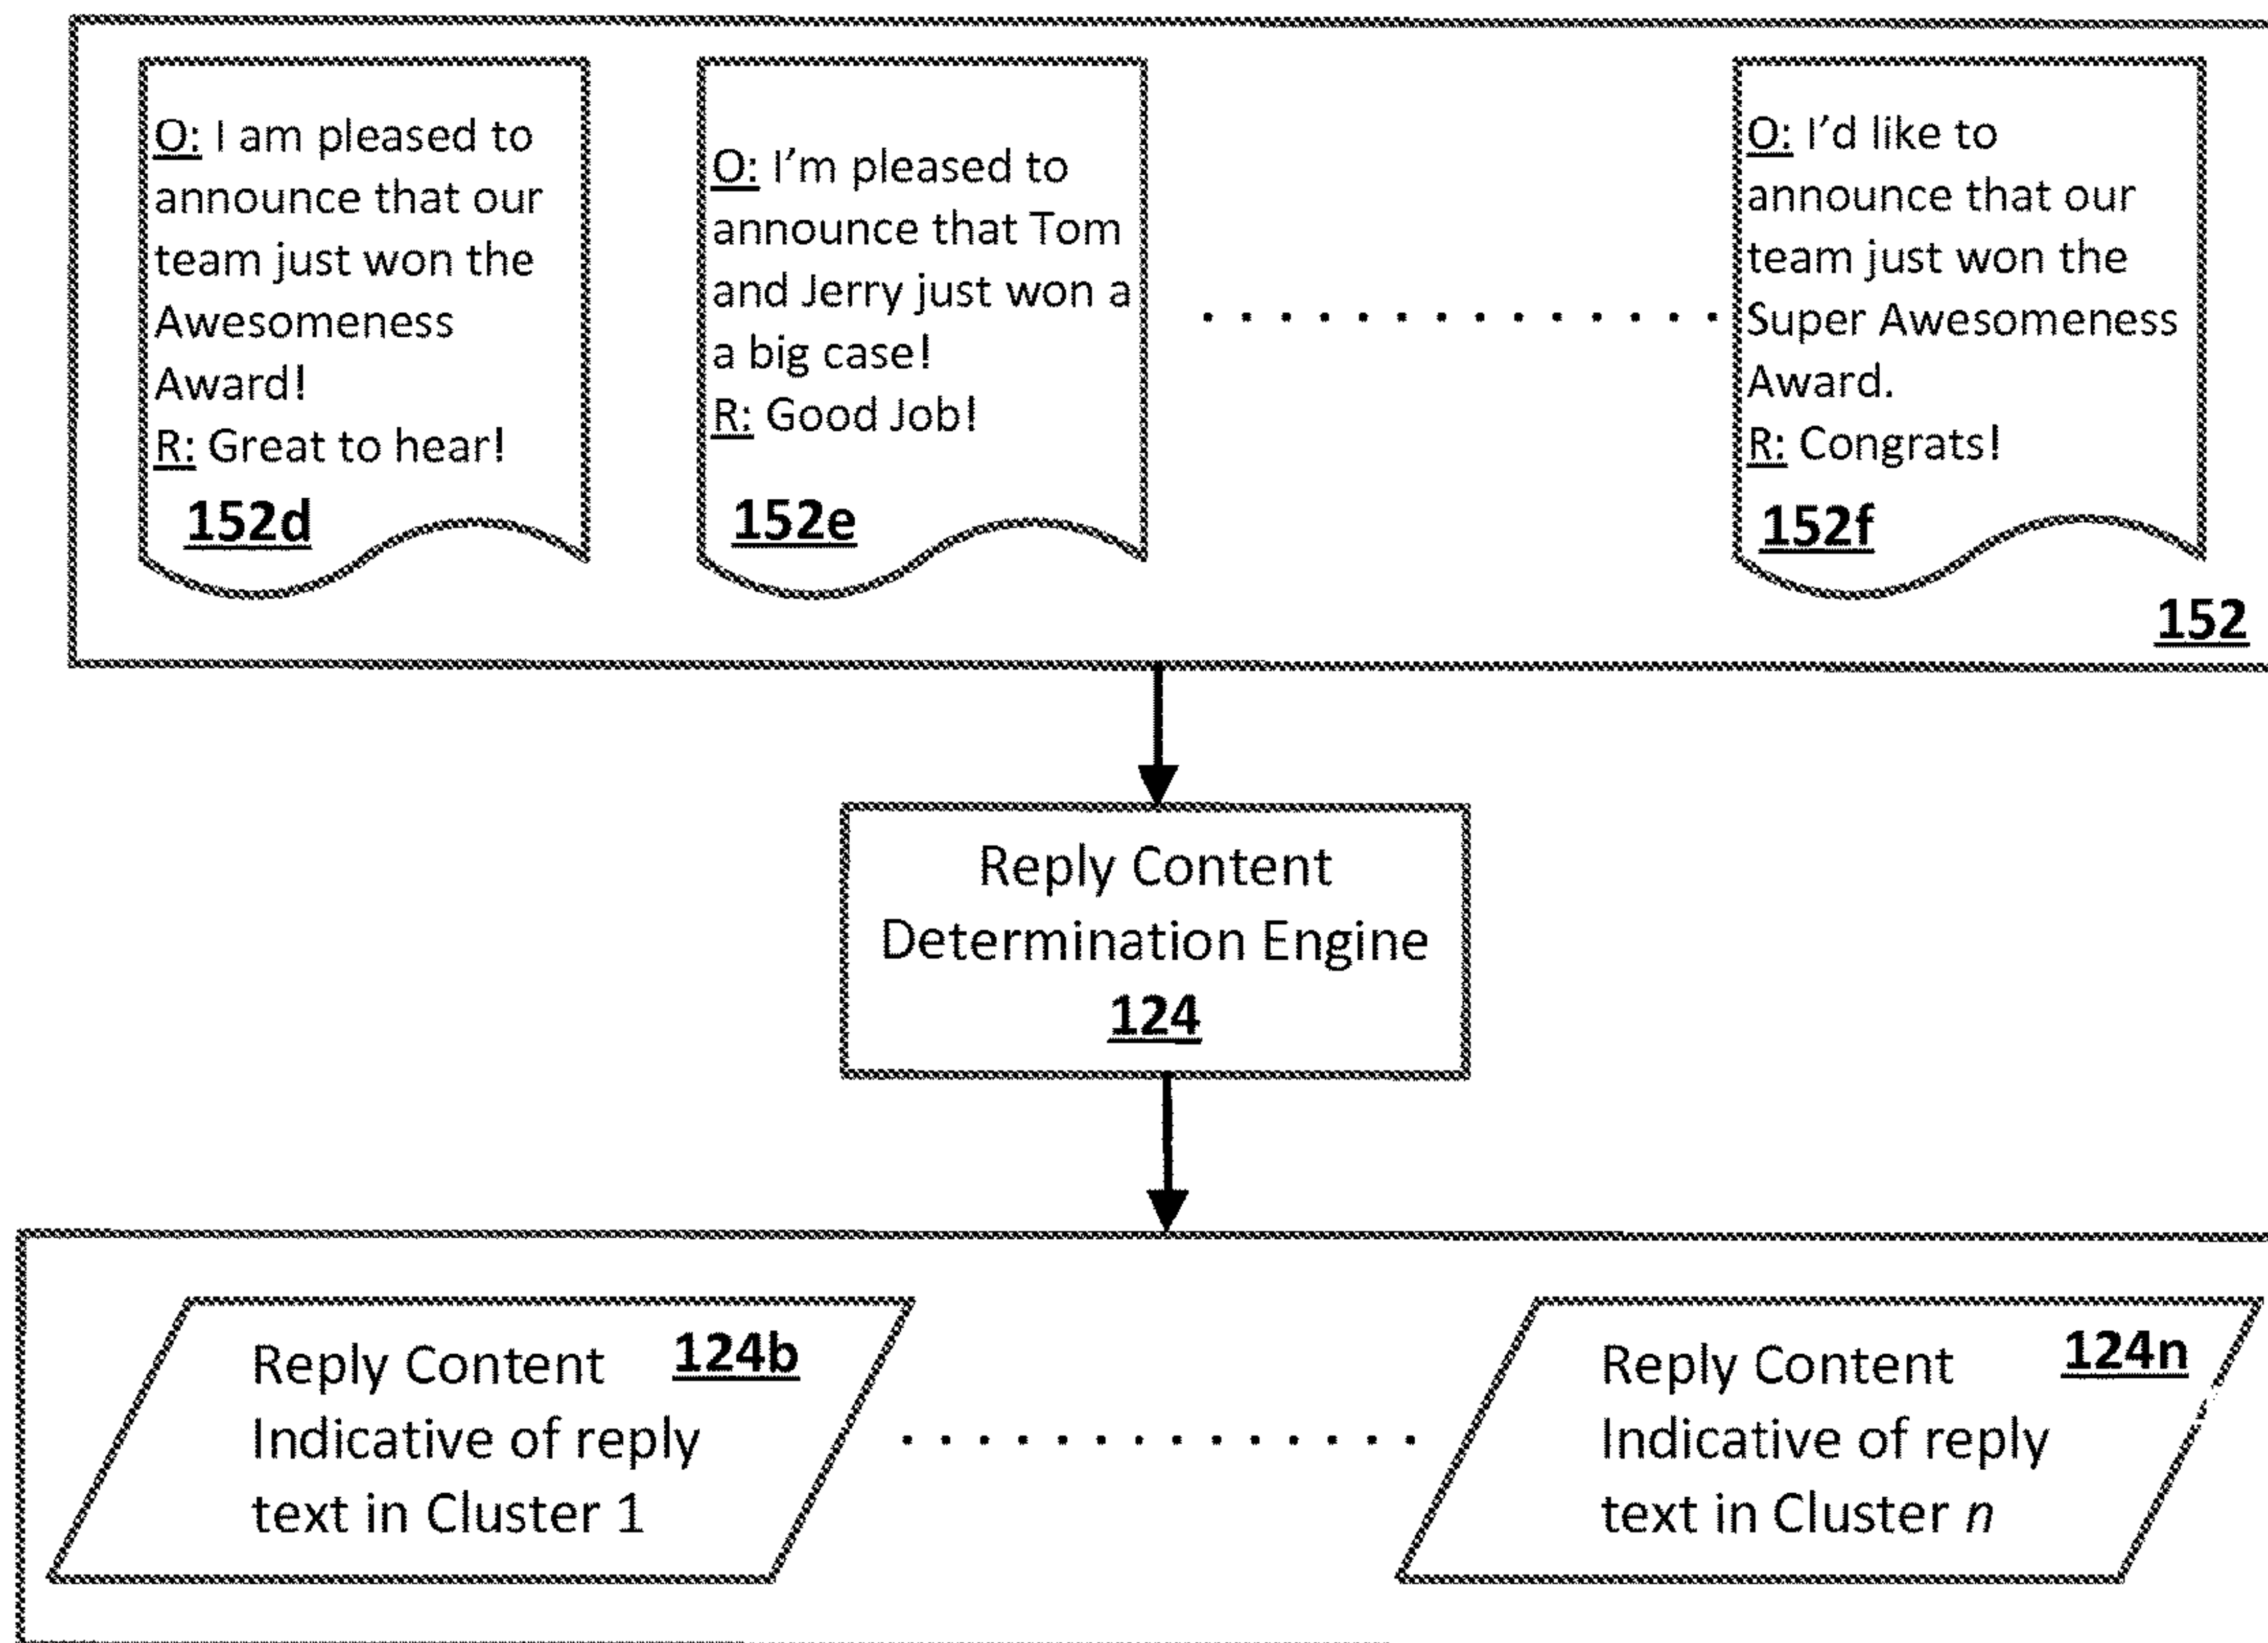 O: I am pleased to
announce that our
team just won the
Awesomeness
Award!
R: Great to hear!
152d
O: I'm pleased to
announce that Tom
and Jerry just won a
a big case!
R: Good Job!
152e
O: I'd like to
announce that our
team just won the
Super Awesomeness
Award.
R: Congrats!
152f
152
Reply Content
Determination Engine
124
Reply Content 124b
Indicative of reply
text in Cluster 1
Reply Content 124n
Indicative of reply
text in Cluster n